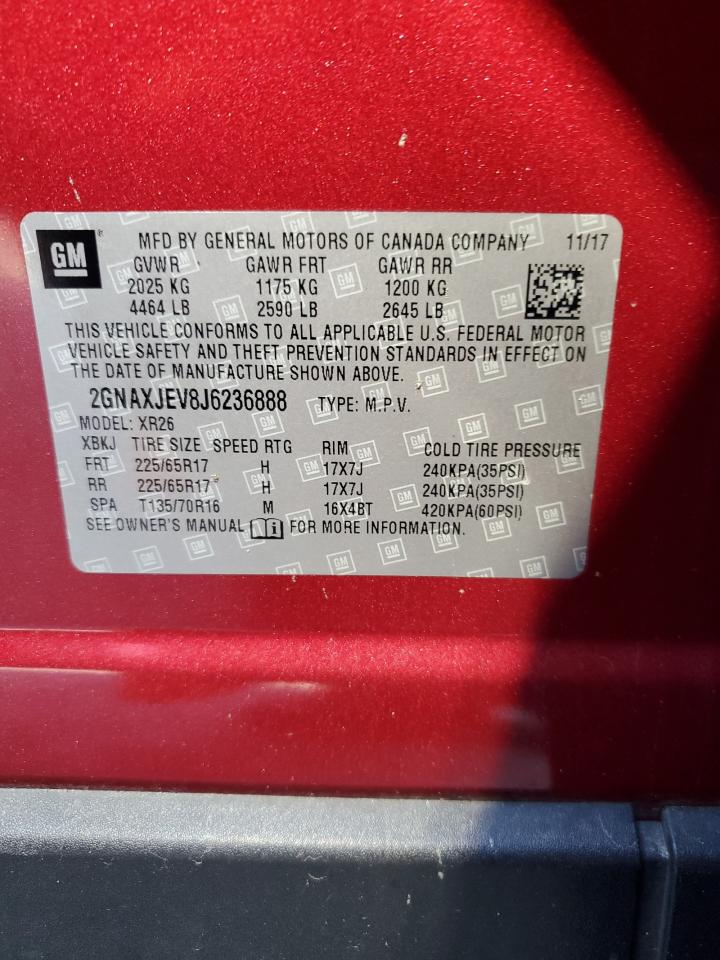 GM® MFD BY GENERAL MOTORS OF CANADA COMPANY 11/17
GVWR GAWR FRT GAWR RR
2025 KG 1175 KG 1200 KG
4464 LB 2590 LB 2645 LB
THIS VEHICLE CONFORMS TO ALL APPLICABLE U.S. FEDERAL MOTOR
VEHICLE SAFETY AND THEFT PREVENTION STANDARDS IN EFFECT ON
THE DATE OF MANUFACTURE SHOWN ABOVE.
2GNAXJEV8J6236888 TYPE: M.P.V.
MODEL: XR26
XBKJ TIRE SIZE SPEED RTG RIM COLD TIRE PRESSURE
FRT 225/65R17 H 17X7J 240KPA(35PSI)
RR 225/65R17 H 17X7J 240KPA(35PSI)
SPA T135/70R16 M 16X4BT 420KPA(60PSI)
SEE OWNER'S MANUAL FOR MORE INFORMATION.